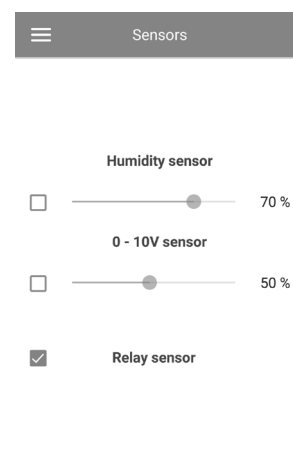 Sensors
Humidity sensor
70 %
0 - 10V sensor
50 %
Relay sensor